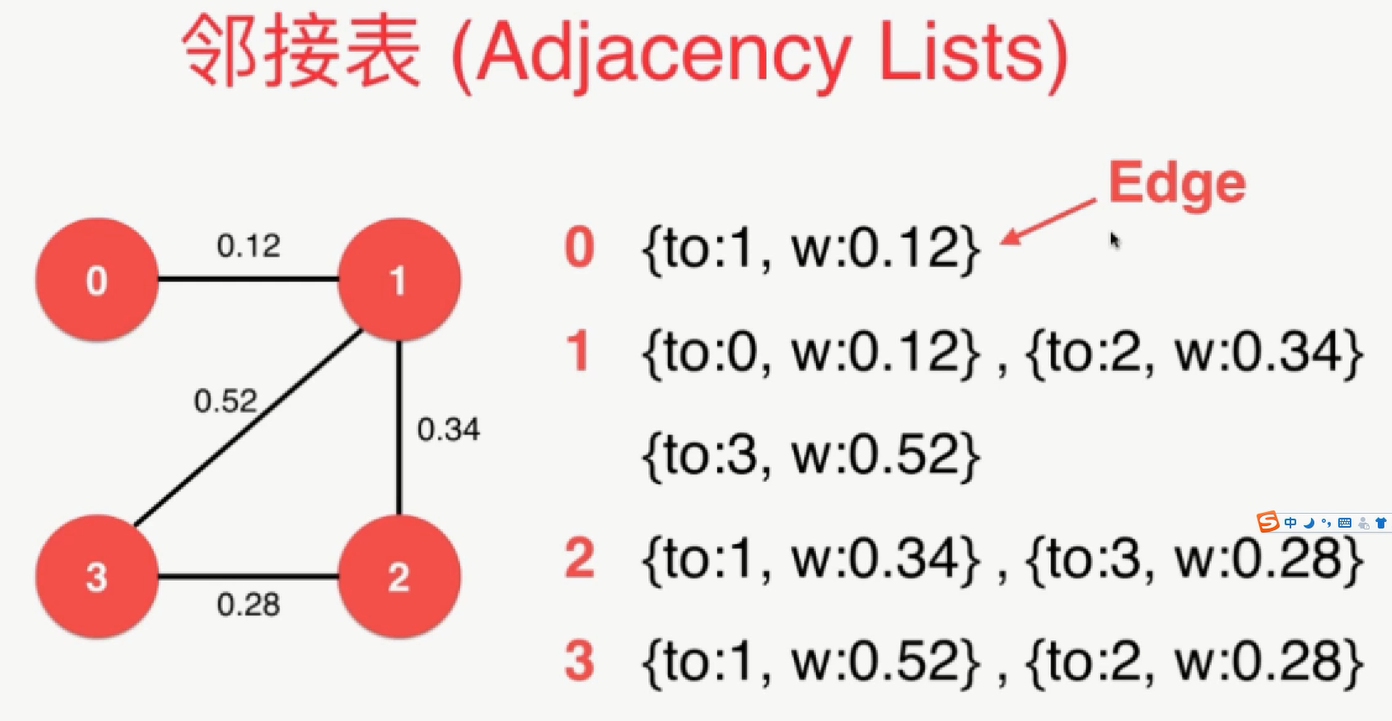 邻接表 (Adjacency Lists)
Edge
0 {to:1, w:0.12}
1 {to:0, w:0.12} , {to:2, w:0.34}
{to:3, w:0.52}
2 {to:1, w:0.34} , {to:3, w:0.28}
3 {to:1, w:0.52} , {to:2, w:0.28}
0
0.12
1
0.52
0.34
3
0.28
2
S 中